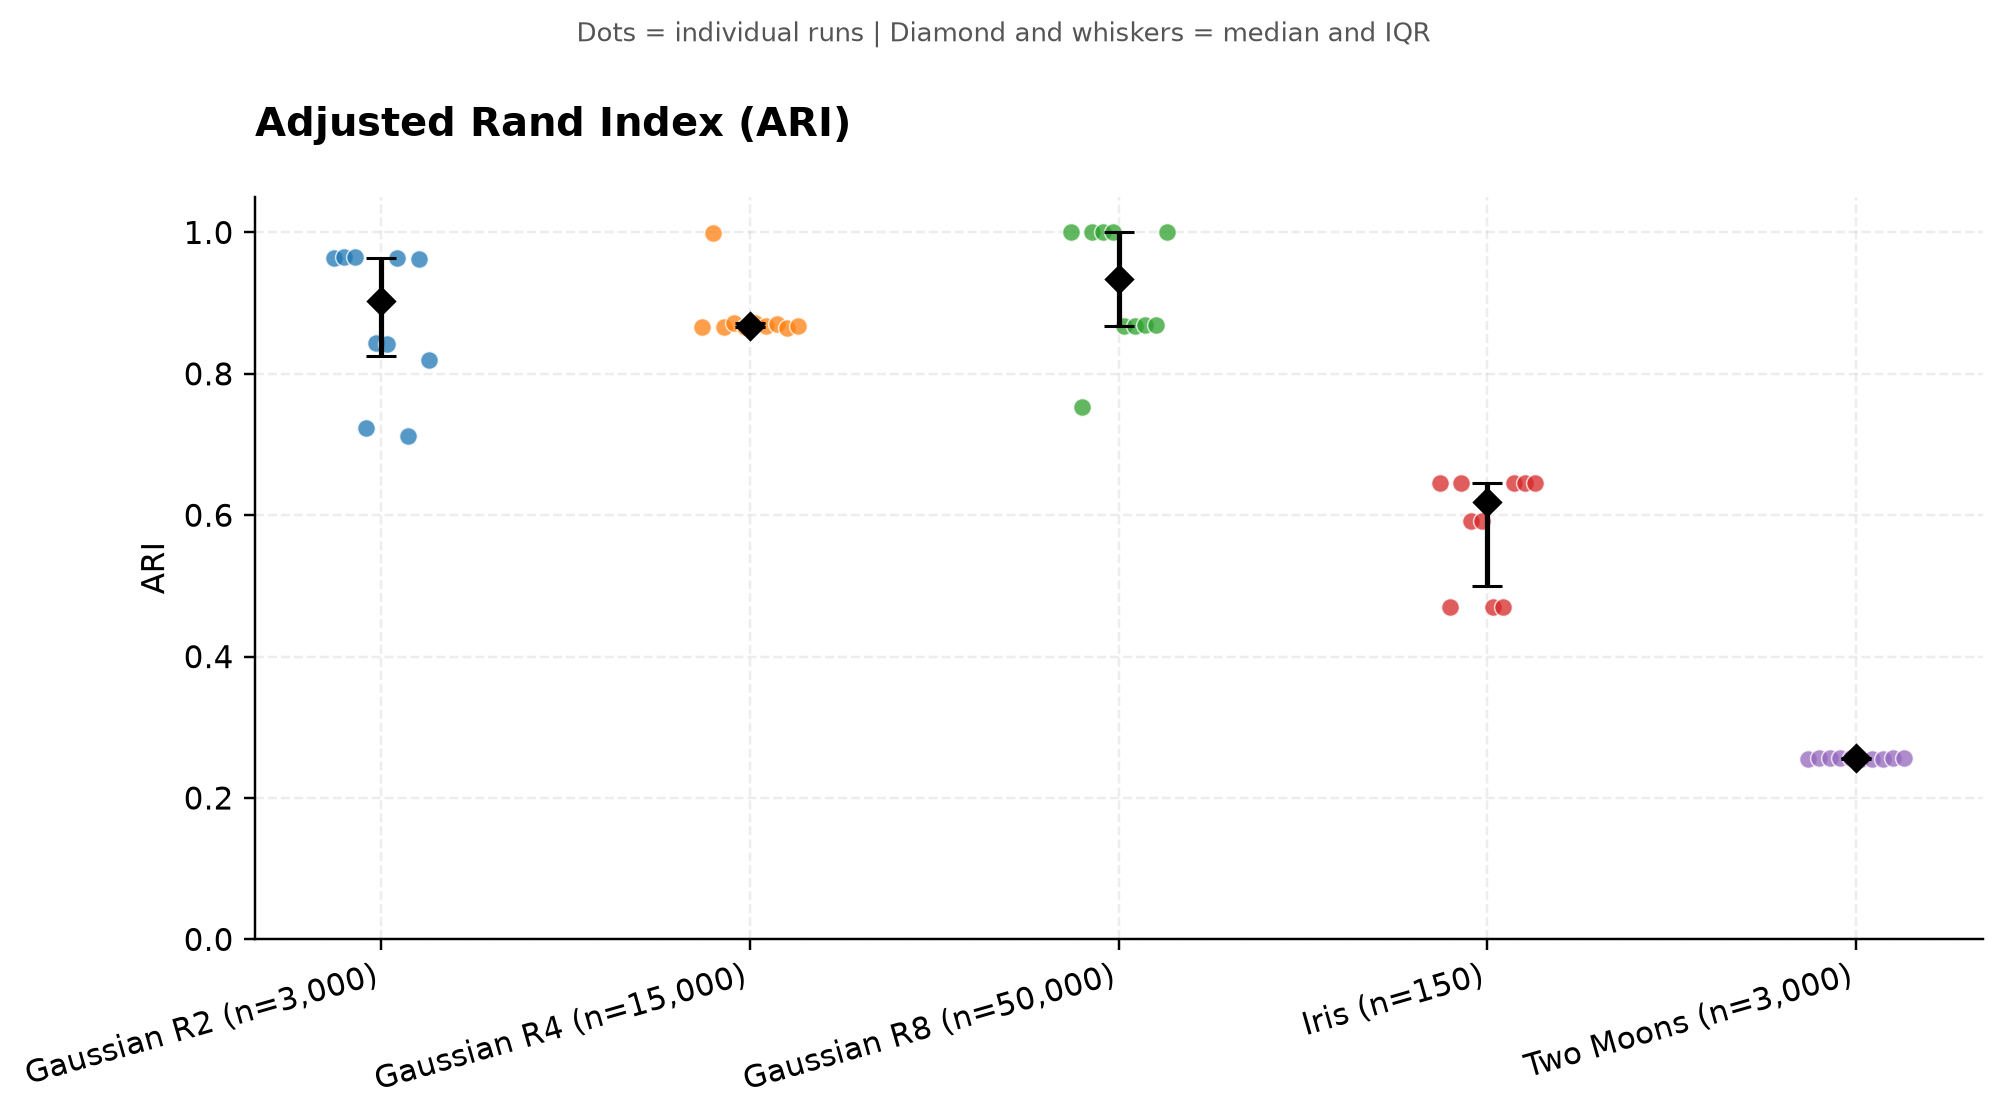 Dots = individual runs | Diamond and whiskers = median and IQR
Adjusted Rand Index (ARI)
1.0
0.8
0.6
0.4
0.2
0.0
ARI
Gaussian R2 (n=3,000)
Gaussian R4 (n=15,000)
Gaussian R8 (n=50,000)
Iris (n=150)
Two Moons (n=3,000)